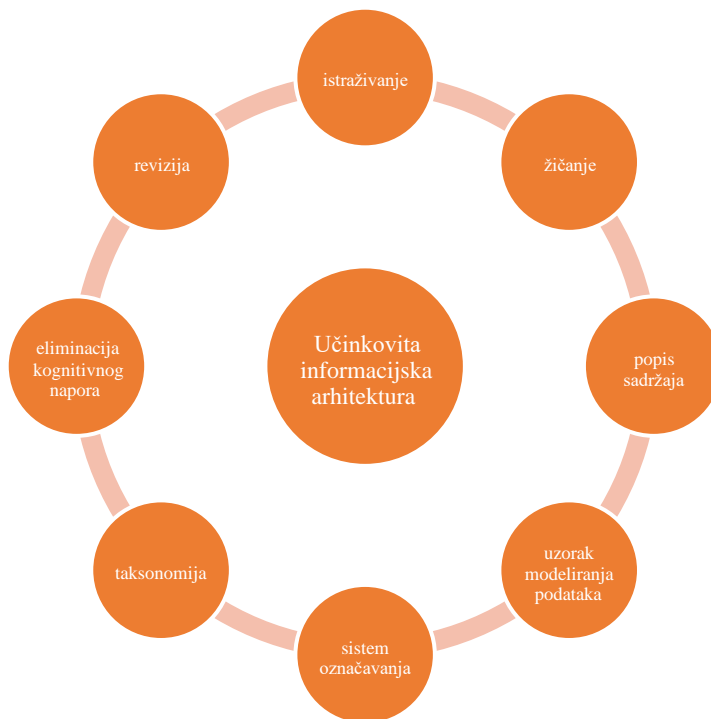 istraživanje
žičanje
popis
sadržaja
uzorak
modeliranja
podataka
sistem
označavanja
taksonomija
eliminacija
kognitivnog
napora
revizija
Učinkovita
informacijska
arhitektura